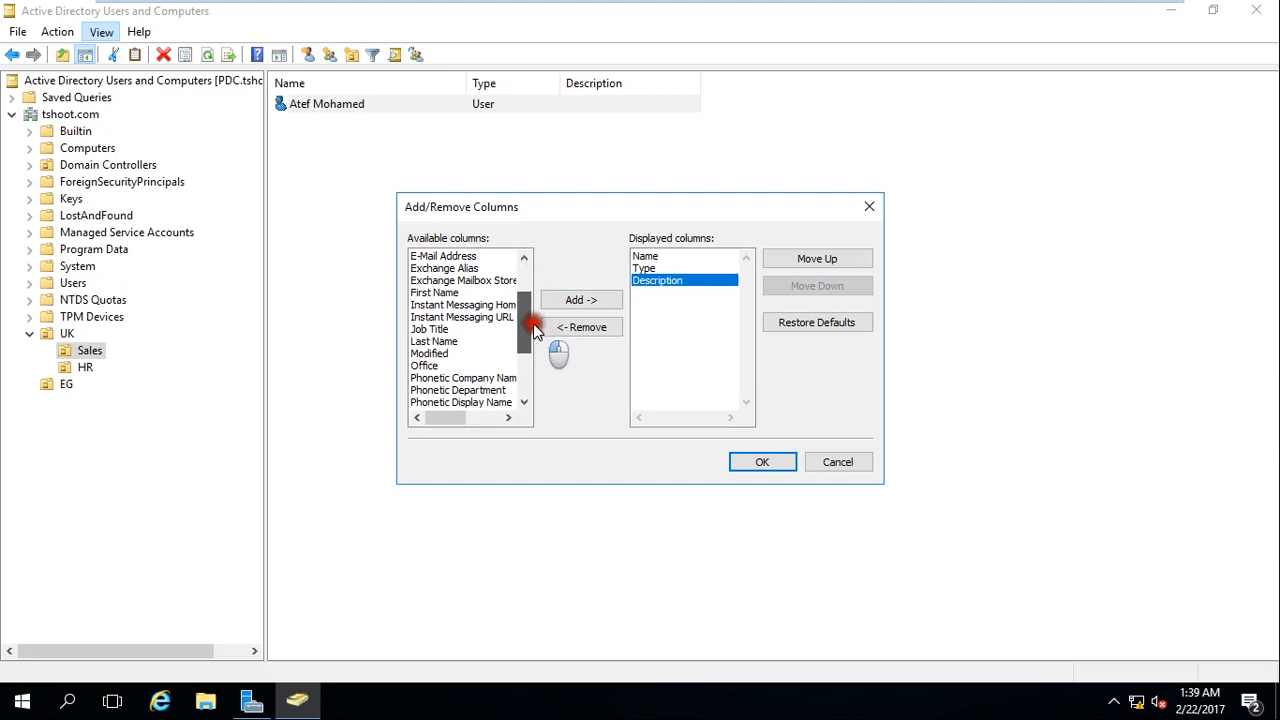 Active Directory Users and Computers
File Action View Help
Active Directory Users and Computers [PDC.tshc
Saved Queries
tshoot.com
Builtin
Computers
Domain Controllers
ForeignSecurityPrincipals
Keys
LostAndFound
Managed Service Accounts
Program Data
System
Users
NTDS Quotas
TPM Devices
UK
Sales
HR
EG
Name Type Description
Atef Mohamed User
Add/Remove Columns
Available columns:
E-Mail Address
Exchange Alias
Exchange Mailbox Store
First Name
Instant Messaging Hom
Instant Messaging URL
Job Title
Last Name
Modified
Office
Phonetic Company Nam
Phonetic Department
Phonetic Display Name
Add ->
<- Remove
Displayed columns:
Name
Type
Description
Move Up
Move Down
Restore Defaults
OK
Cancel
1:39 AM
2/22/2017
2